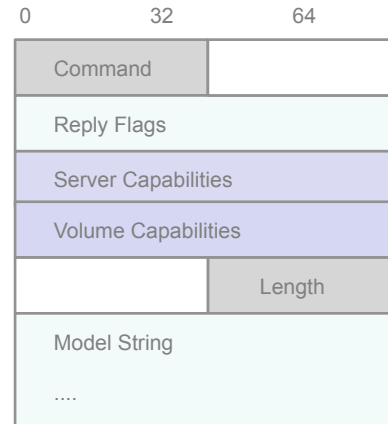 0 32 64
Command
Reply Flags
Server Capabilities
Volume Capabilities
Length
Model String
....